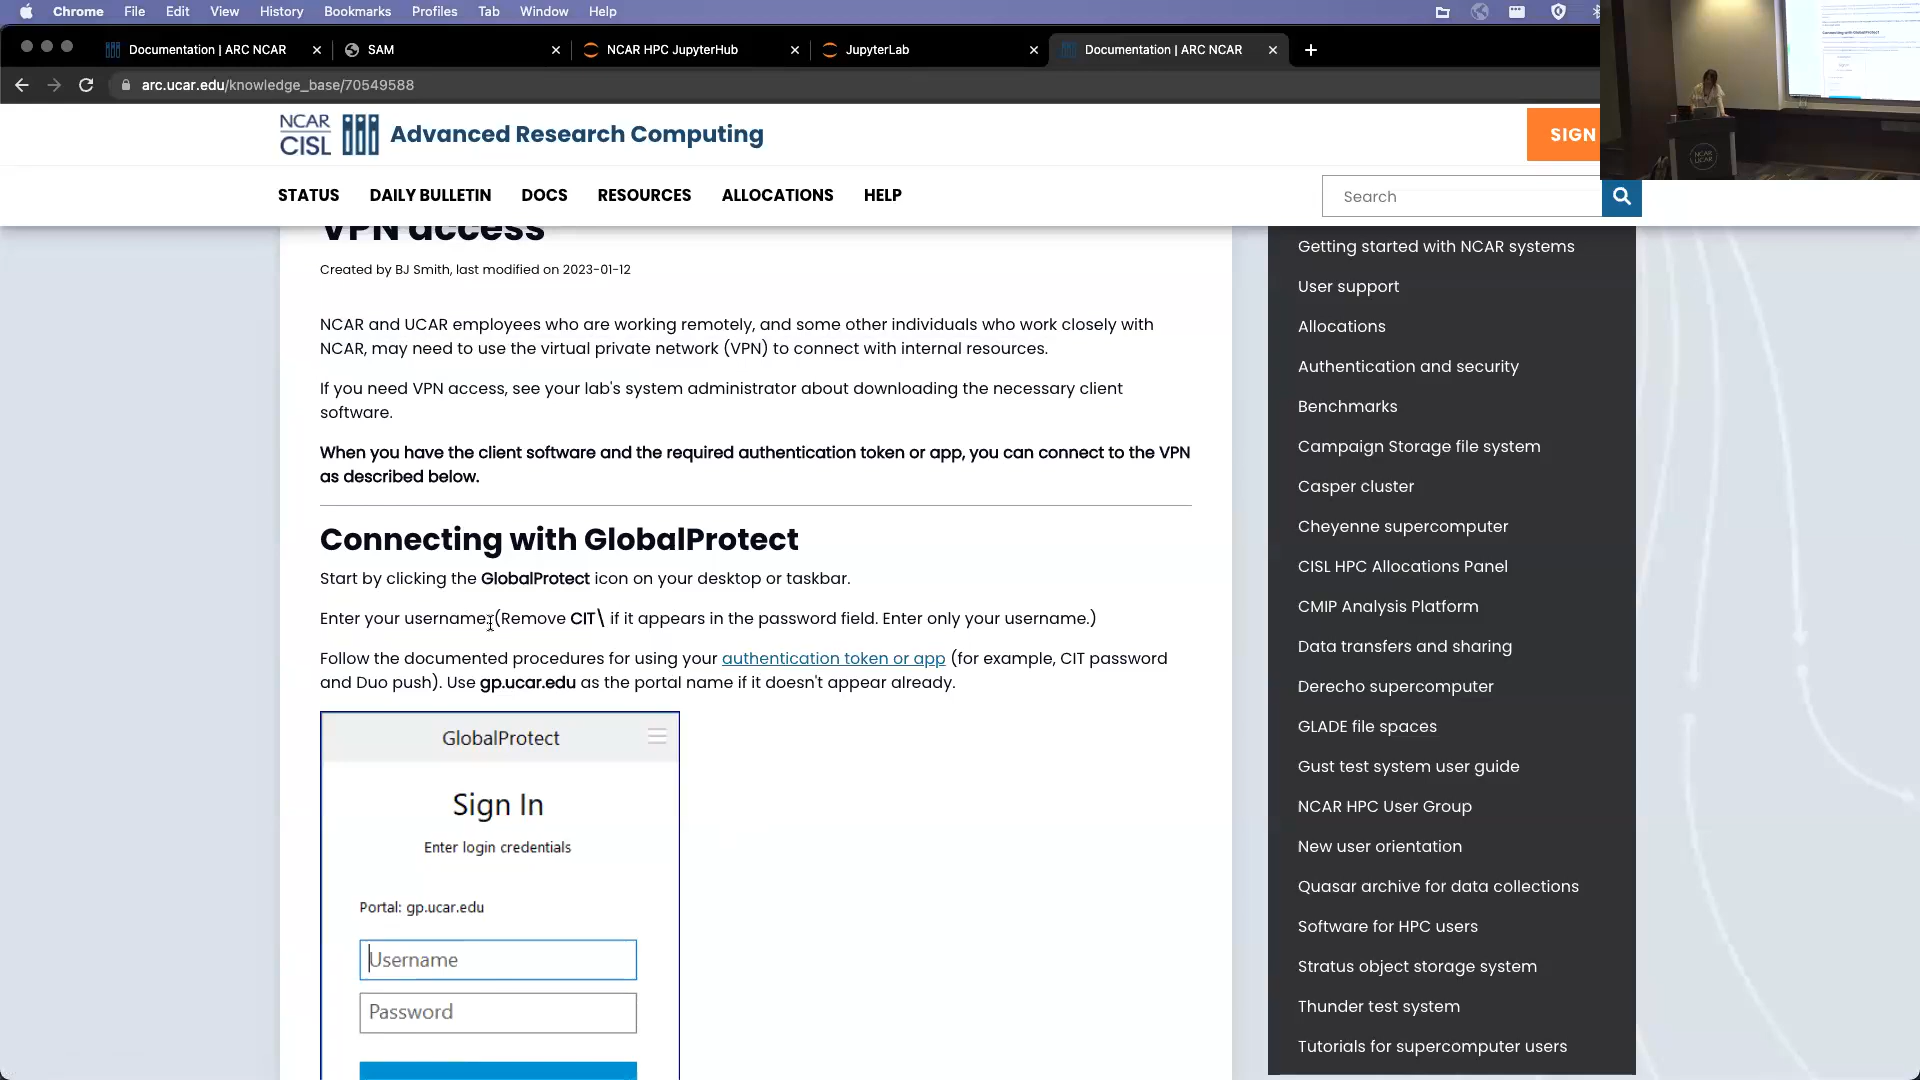 Chrome File Edit View History Bookmarks Profiles Tab Window Help
Documentation | ARC NCAR SAM NCAR HPC JupyterHub JupyterLab Documentation | ARC NCAR
arc.ucar.edu/knowledge_base/70549588
NCAR
CISL
Advanced Research Computing
SIGN
STATUS DAILY BULLETIN DOCS RESOURCES ALLOCATIONS HELP
Search
VPN access
Created by BJ Smith, last modified on 2023-01-12
NCAR and UCAR employees who are working remotely, and some other individuals who work closely with
NCAR, may need to use the virtual private network (VPN) to connect with internal resources.
If you need VPN access, see your lab's system administrator about downloading the necessary client
software.
When you have the client software and the required authentication token or app, you can connect to the VPN
as described below.
Connecting with GlobalProtect
Start by clicking the GlobalProtect icon on your desktop or taskbar.
Enter your username. (Remove CIT\ if it appears in the password field. Enter only your username.)
Follow the documented procedures for using your authentication token or app (for example, CIT password
and Duo push). Use gp.ucar.edu as the portal name if it doesn't appear already.
GlobalProtect
Sign In
Enter login credentials
Portal: gp.ucar.edu
Username
Password
Getting started with NCAR systems
User support
Allocations
Authentication and security
Benchmarks
Campaign Storage file system
Casper cluster
Cheyenne supercomputer
CISL HPC Allocations Panel
CMIP Analysis Platform
Data transfers and sharing
Derecho supercomputer
GLADE file spaces
Gust test system user guide
NCAR HPC User Group
New user orientation
Quasar archive for data collections
Software for HPC users
Stratus object storage system
Thunder test system
Tutorials for supercomputer users
NCAR
UCAR